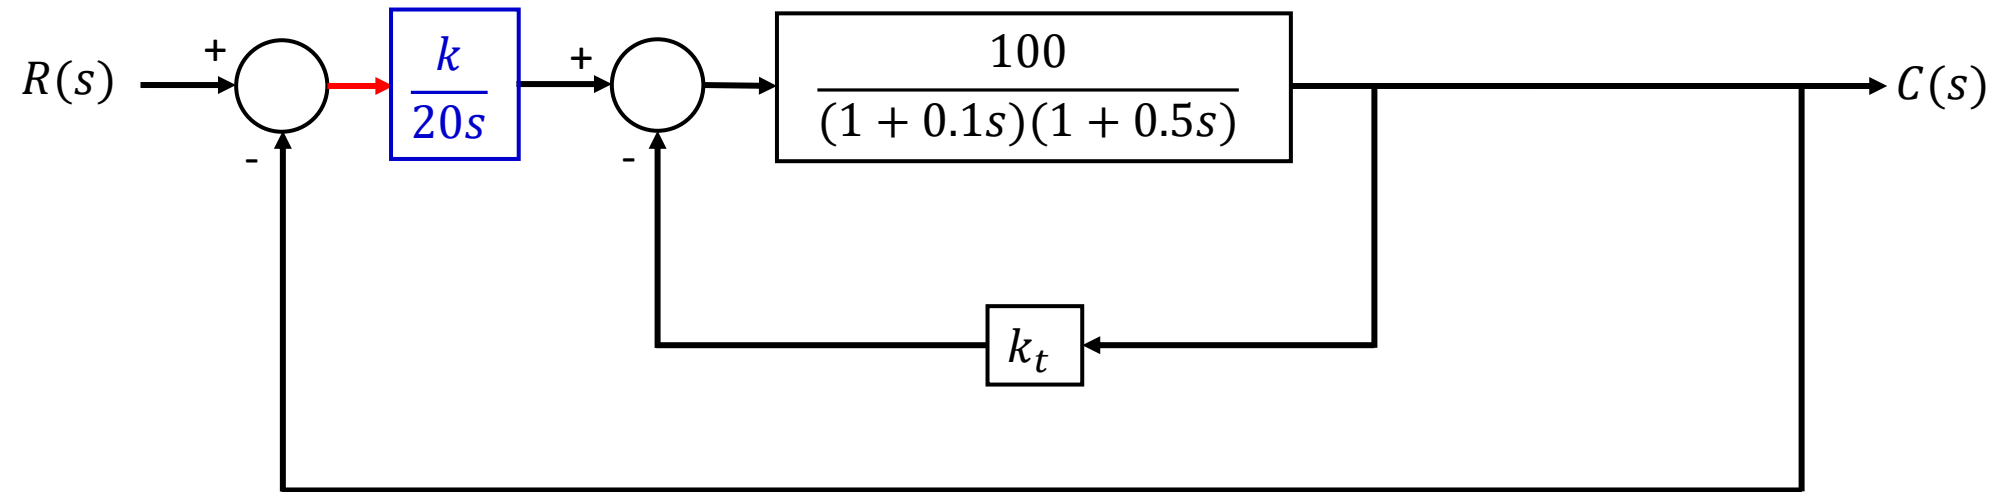 R(s)
+
-
k
20s
+
-
100
(1 + 0.1s)(1 + 0.5s)
C(s)
k_t